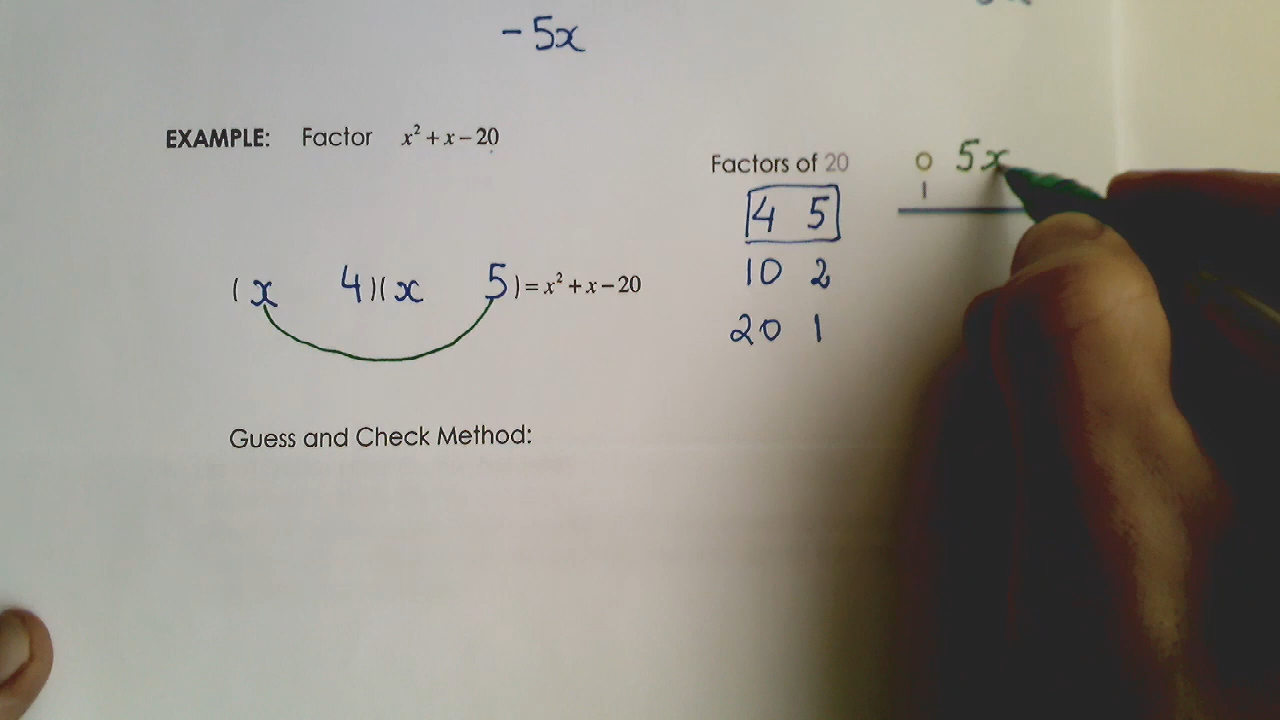 - 5x
EXAMPLE: Factor x² + x − 20
Factors of 20
O 5x
I
4 5
10 2
20 1
(x 4)(x 5) = x² + x − 20
Guess and Check Method: